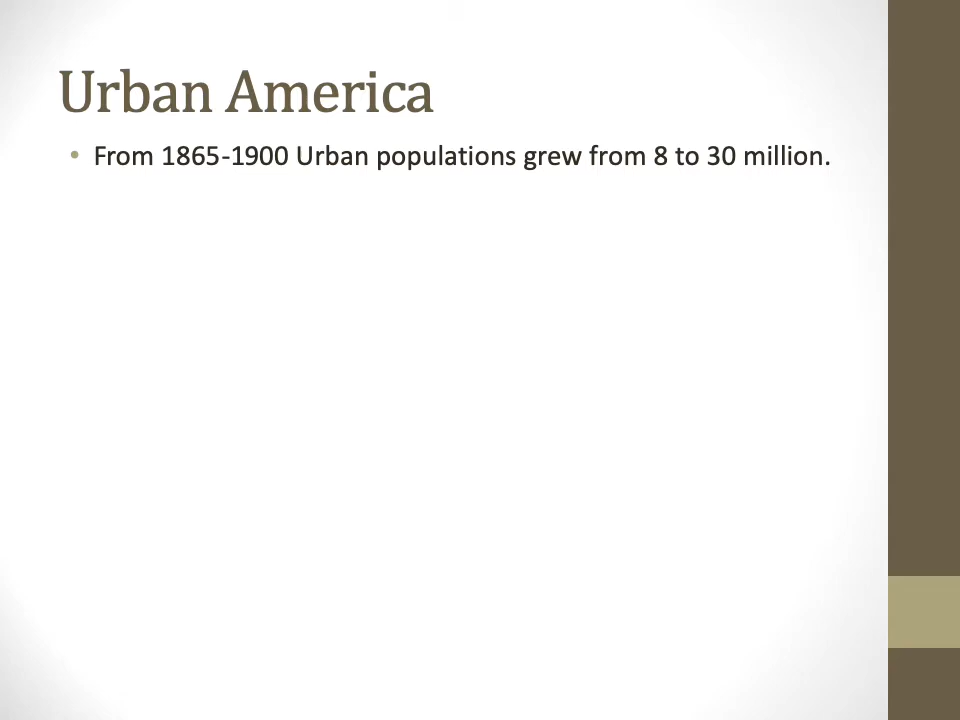 Urban America
• From 1865-1900 Urban populations grew from 8 to 30 million.